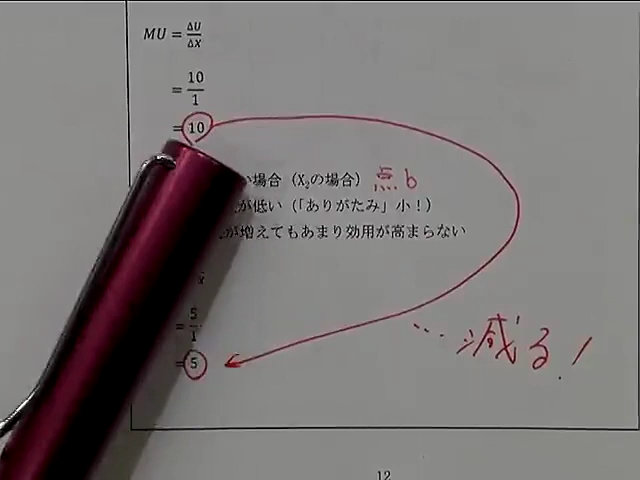 MU = ΔU/ΔX
= 10/1
= 10
場合（X₂の場合） 点b
が低い（「ありがたみ」小！）
が増えてもあまり効用が高まらない
= 5/1
= 5
… 減る！
12